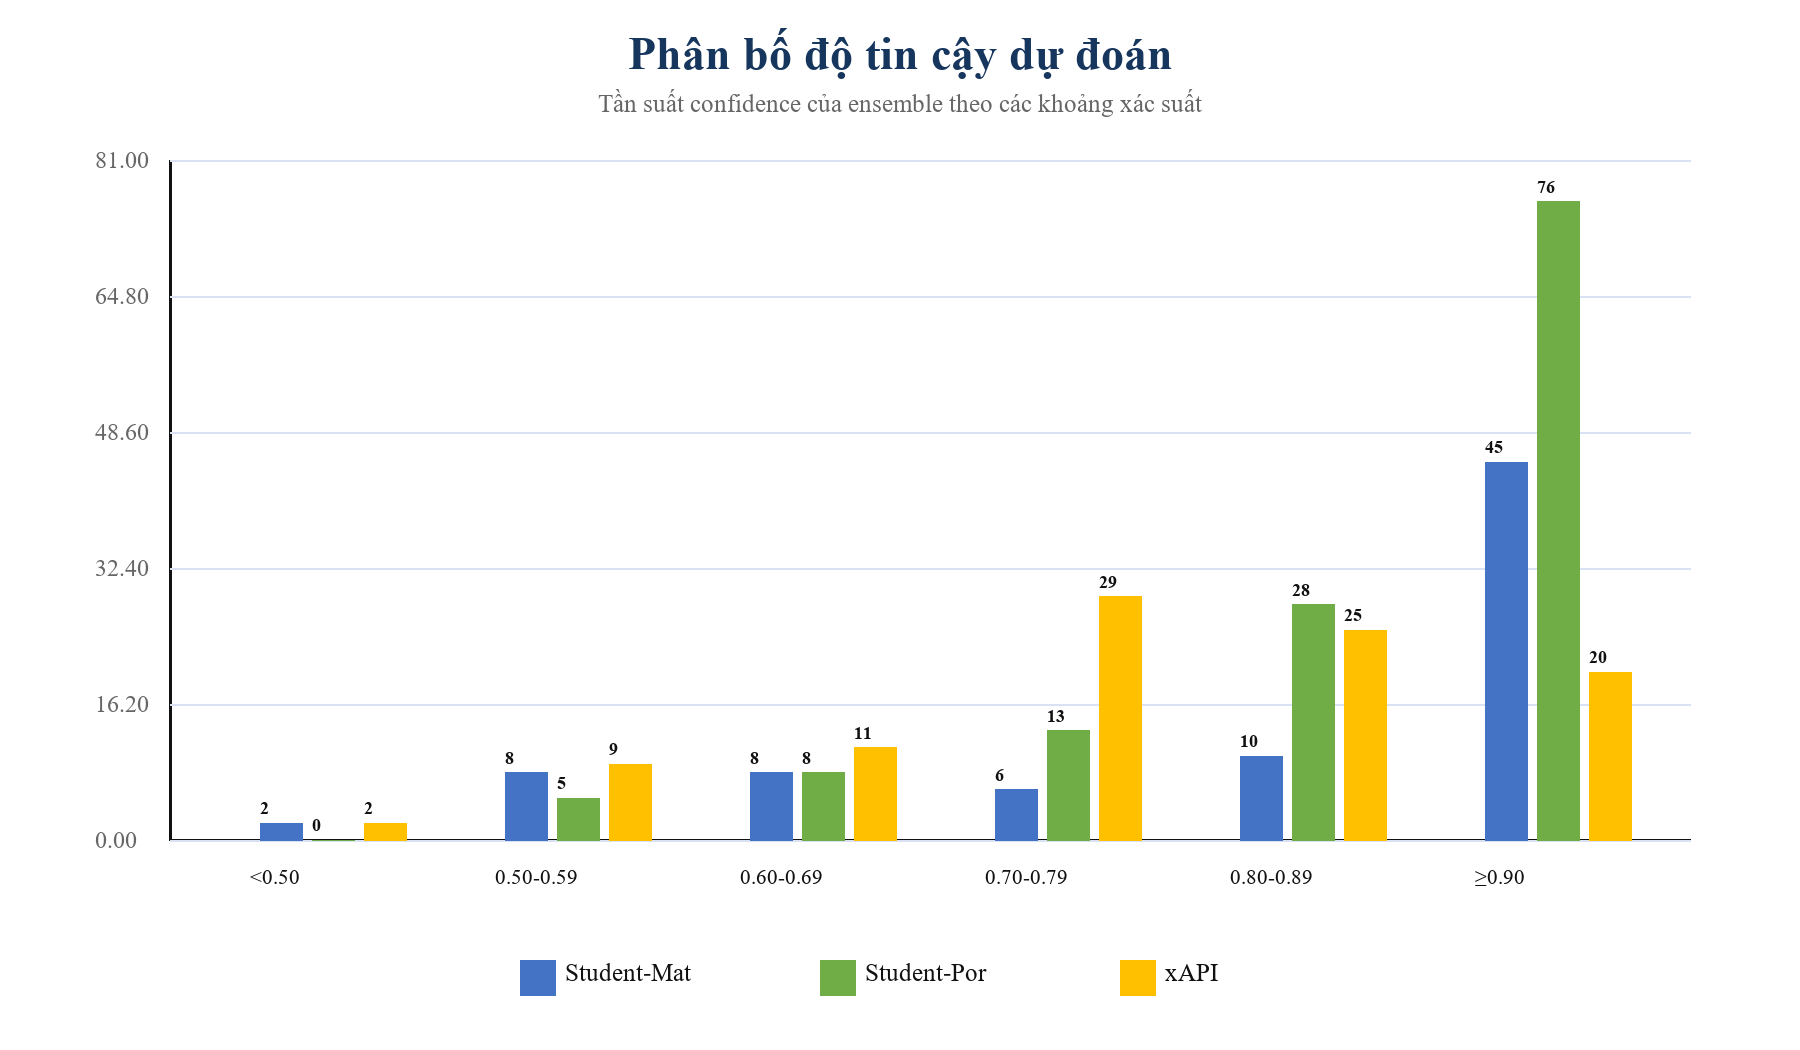 Phân bố độ tin cậy dự đoán
Tần suất confidence của ensemble theo các khoảng xác suất
81.00
64.80
48.60
32.40
16.20
0.00
2 0 2
8 5 9
8 8 11
6 13 29
10 28 25
45 76 20
<0.50 0.50-0.59 0.60-0.69 0.70-0.79 0.80-0.89 ≥0.90
Student-Mat Student-Por xAPI